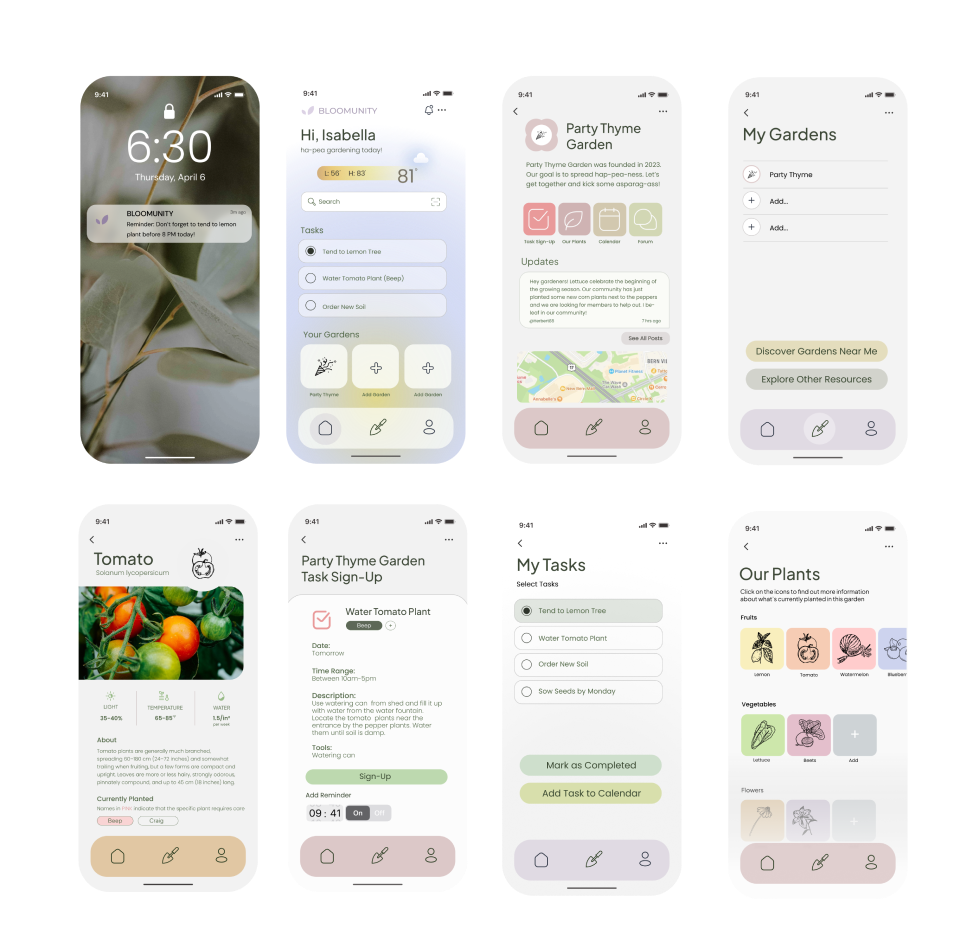 9:41
6:30
Thursday, April 6
BLOOMUNITY
3m ago
Reminder: Don't forget to tend to lemon
plant before 8 PM today!
9:41
BLOOMUNITY
Hi, Isabella
ha-pea gardening today!
L: 56° H: 83°
81°
Search
Tasks
Tend to Lemon Tree
Water Tomato Plant (Beep)
Order New Soil
Your Gardens
Party Thyme
Add Garden
Add Garden
9:41
Party Thyme
Garden
Party Thyme Garden was founded in 2023.
Our goal is to spread hap-pea-ness. Let's
get together and kick some asparag-ass!
Task Sign-Up
Our Plants
Calender
Forum
Updates
Hey gardeners! Lettuce celebrate the beginning of
the growing season. Our community has just
planted some new corn plants next to the peppers
and we are looking for members to help out. I be-
leaf in our community!
7 hrs ago
See All Posts
BERN VI
Planet Fitness
17
9:41
My Gardens
Party Thyme
Add...
Add...
Discover Gardens Near Me
Explore Other Resources
9:41
Tomato
Solanum lycopersicum
LIGHT
35-40%
TEMPERATURE
65-85°
WATER
1.5/in²
per week
About
Tomato plants are generally much branched,
spreading 60-180 cm (24-72 inches) and somewhat
trailing when fruiting, but a few forms are compact and
upright. Leaves are more or less hairy, strongly odorous,
pinnately compound, and up to 45 cm (18 inches) long.
Currently Planted
Names in PINK indicate that the specific plant requires care
Beep
Craig
9:41
Party Thyme Garden
Task Sign-Up
Water Tomato Plant
Beep
+
Date:
Tomorrow
Time Range:
Between 10am-5pm
Description:
Use watering can from shed and fill it up
with water from the water fountain.
Locate the tomato plants near the
entrance by the pepper plants. Water
them until soil is damp.
Tools:
Watering can
Sign-Up
Add Reminder
09 : 41
On
Off
9:41
My Tasks
Select Tasks
Tend to Lemon Tree
Water Tomato Plant
Order New Soil
Sow Seeds by Monday
Mark as Completed
Add Task to Calendar
9:41
Our Plants
Click on the icons to find out more information
about what's currently planted in this garden
Fruits
Lemon
Tomato
Watermelon
Blueberr
Vegetables
Lettuce
Beets
Add
Flowers